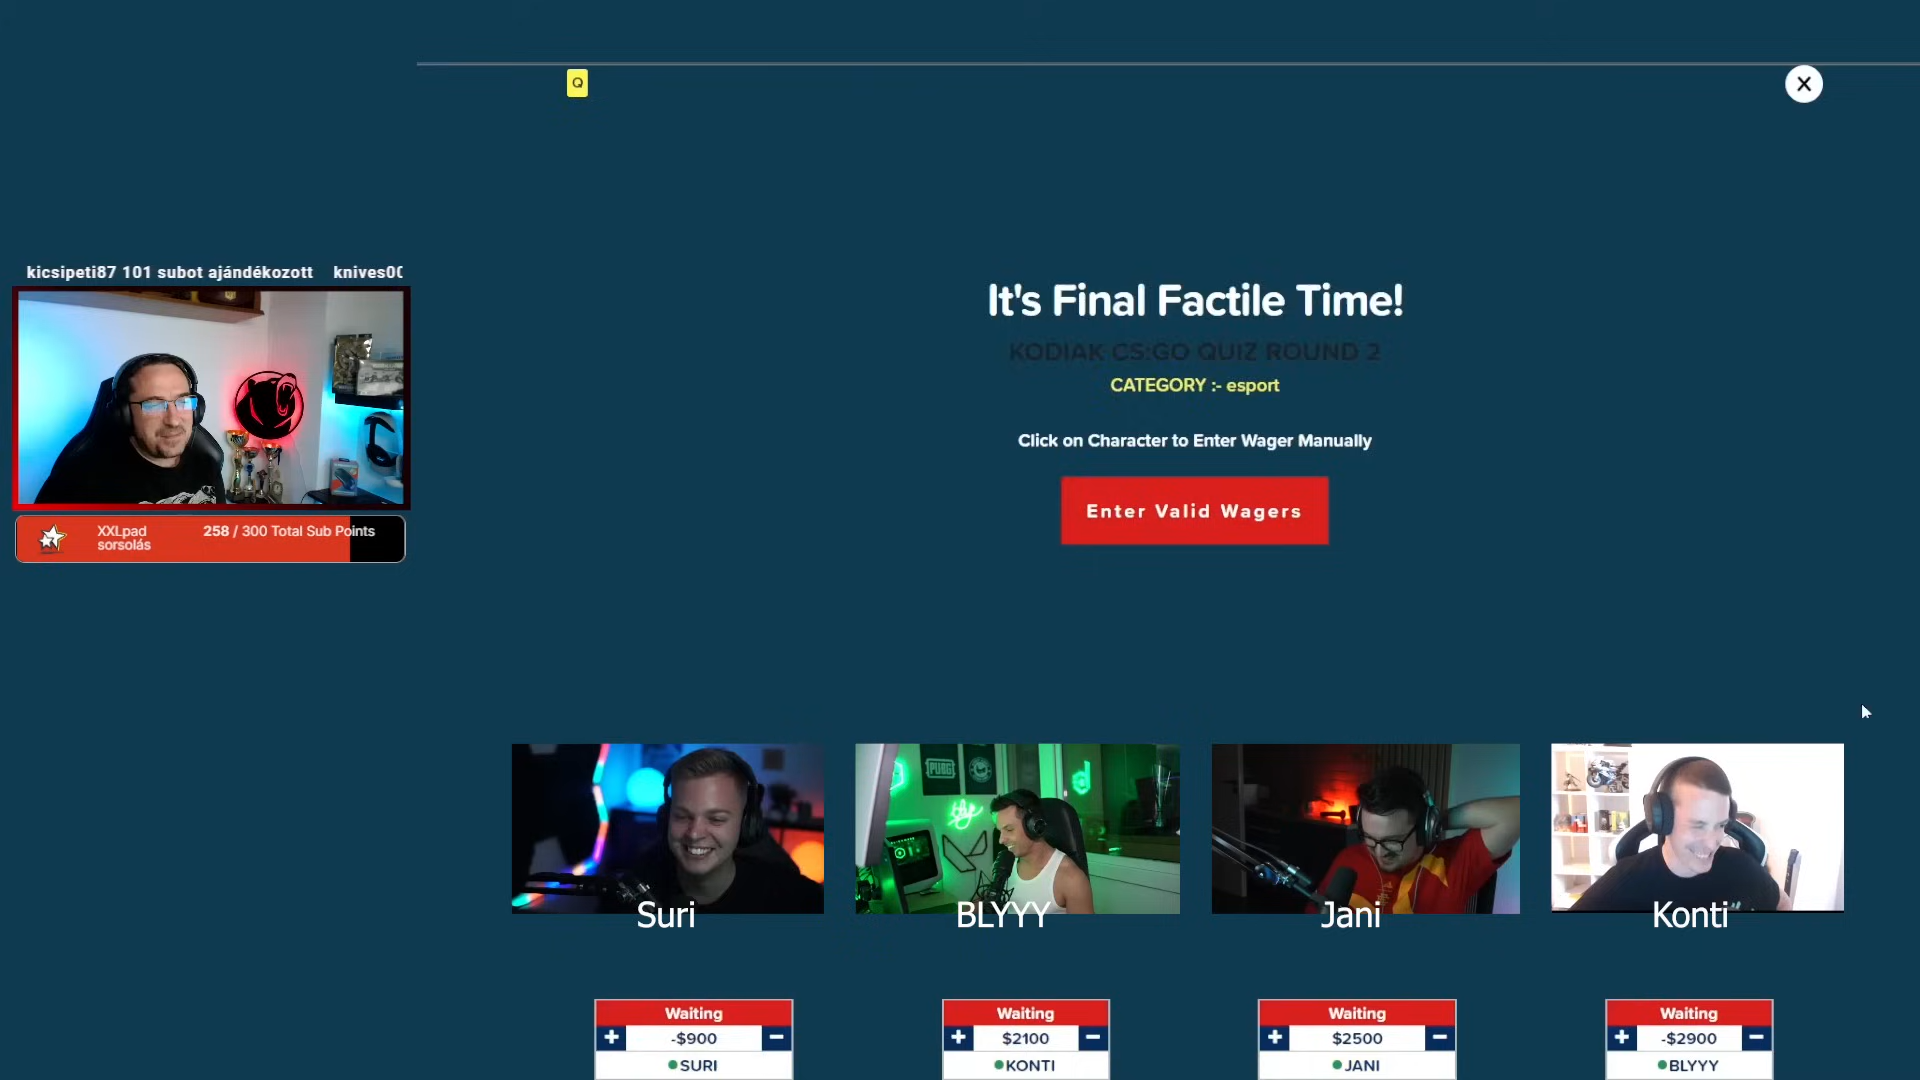 Q
X
It's Final Factile Time!
KODIAK CS:GO QUIZ ROUND 2
CATEGORY :- esport
Click on Character to Enter Wager Manually
Enter Valid Wagers
kicsipeti87 101 subot ajándékozott knives00
XXLpad
sorsolás
258 / 300 Total Sub Points
PUBG
Suri
BLYYY
Jani
Konti
Waiting
+ -$900 −
SURI
Waiting
+ $2100 −
KONTI
Waiting
+ $2500 −
JANI
Waiting
+ -$2900 −
BLYYY